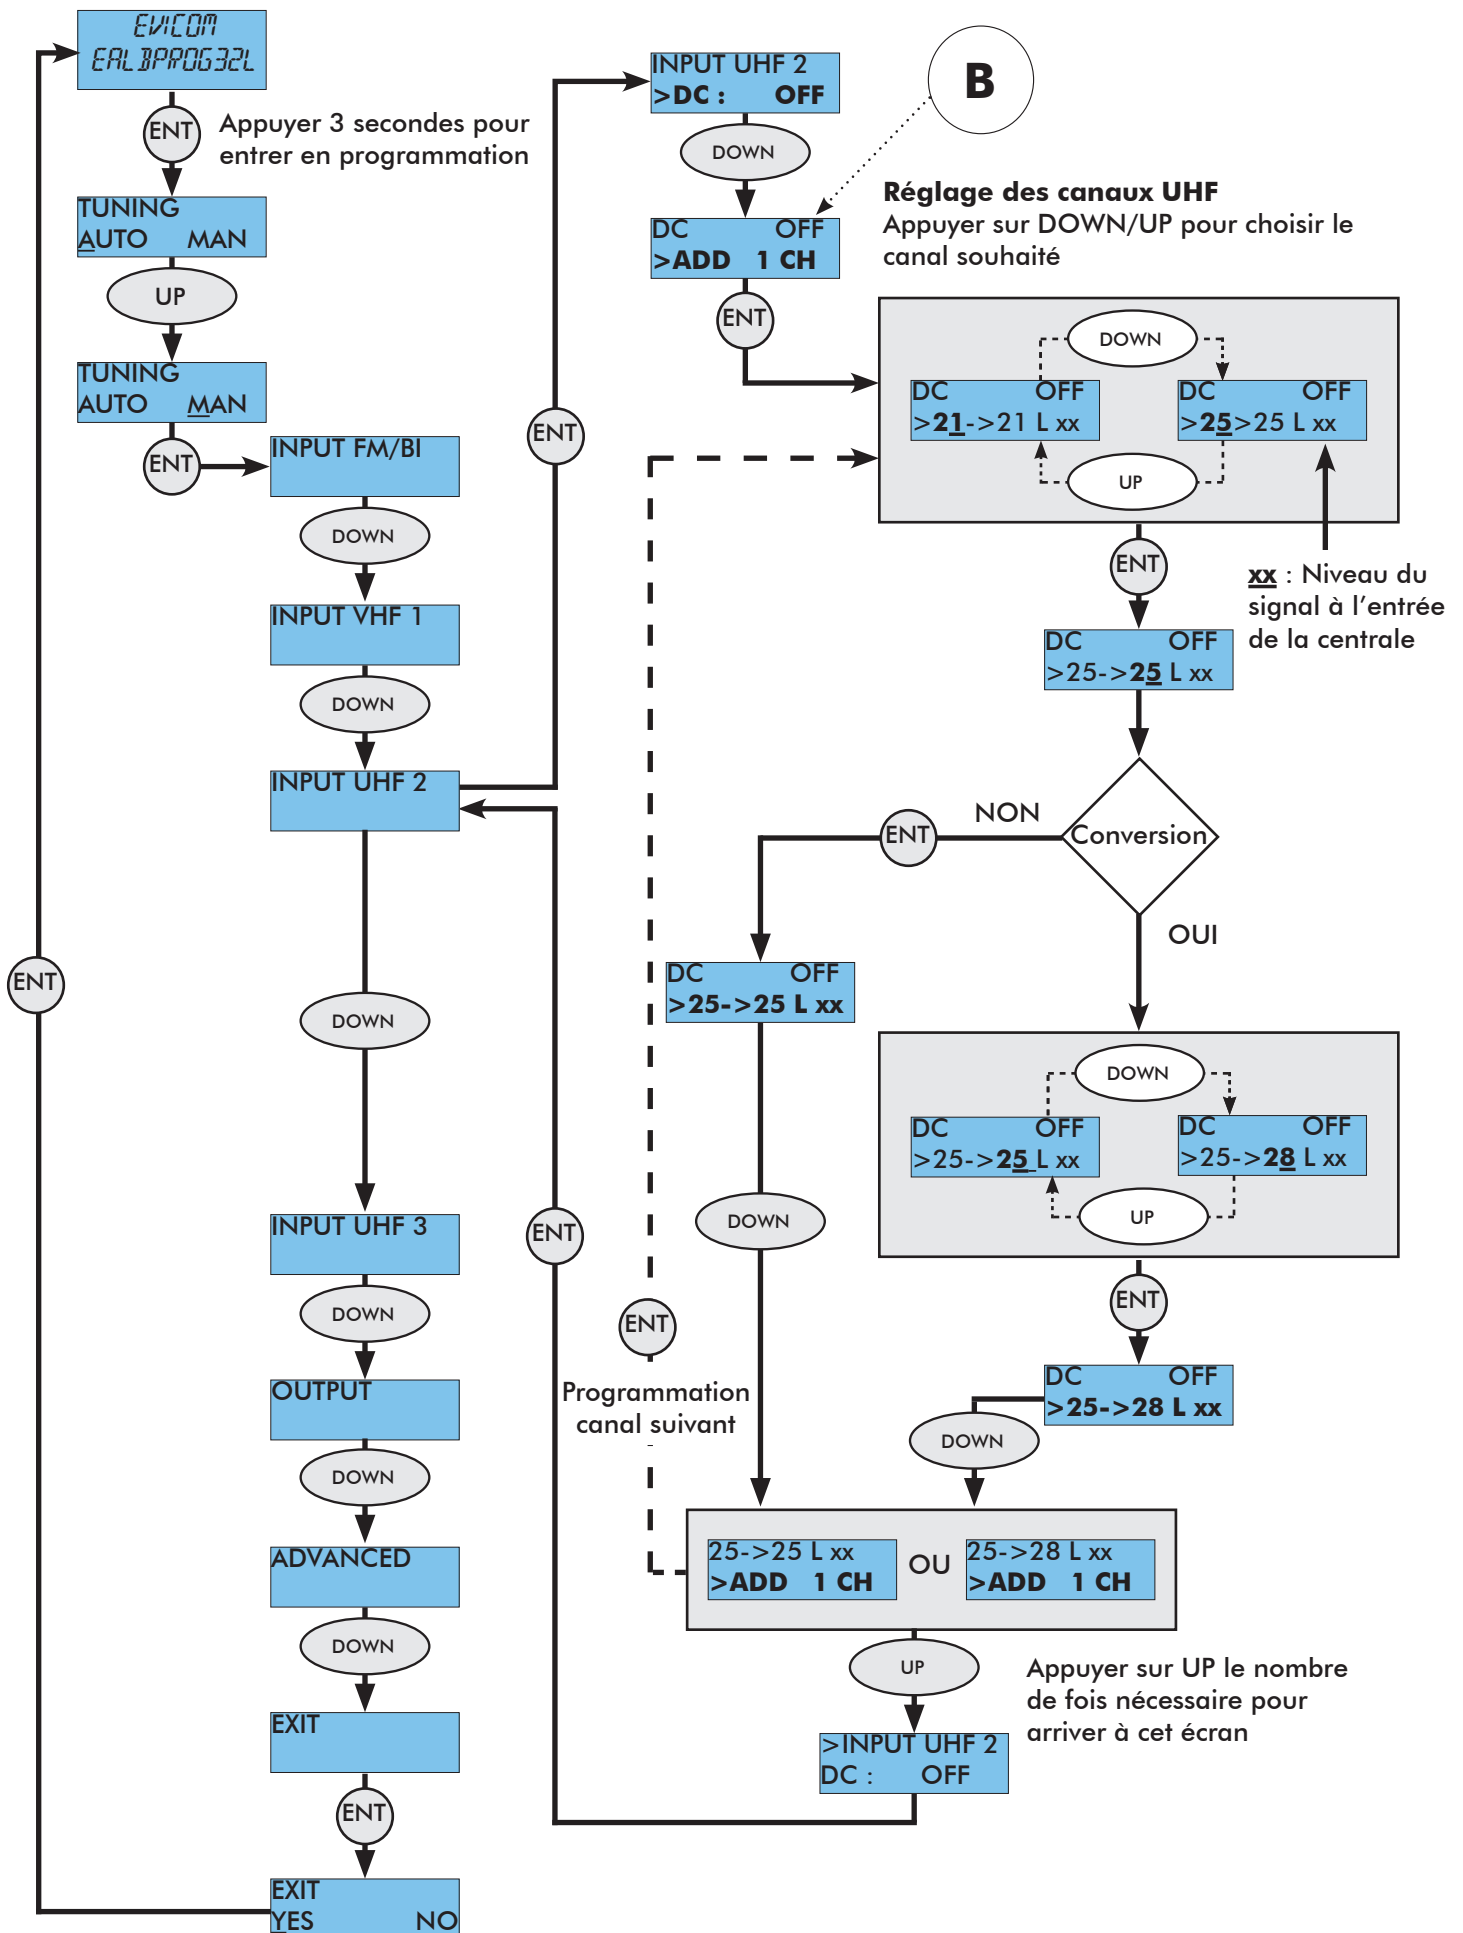 EVICOM
EALBPROG32L
ENT
Appuyer 3 secondes pour
entrer en programmation
TUNING
AUTO MAN
UP
TUNING
AUTO MAN
ENT
INPUT FM/BI
DOWN
INPUT VHF 1
DOWN
INPUT UHF 2
DOWN
INPUT UHF 3
DOWN
OUTPUT
DOWN
ADVANCED
DOWN
EXIT
ENT
EXIT
YES NO
ENT
ENT
INPUT UHF 2
>DC : OFF
DOWN
B
DC OFF
>ADD 1 CH
ENT
Réglage des canaux UHF
Appuyer sur DOWN/UP pour choisir le
canal souhaité
DOWN
DC OFF
>21->21 L xx
DC OFF
>25>25 L xx
UP
xx : Niveau du
signal à l’entrée
de la centrale
ENT
DC OFF
>25->25 L xx
Conversion
NON
ENT
DC OFF
>25->25 L xx
DOWN
OUI
DOWN
DC OFF
>25->25 L xx
DC OFF
>25->28 L xx
UP
ENT
DC OFF
>25->28 L xx
DOWN
25->25 L xx
>ADD 1 CH
OU
25->28 L xx
>ADD 1 CH
ENT
Programmation
canal suivant
UP
Appuyer sur UP le nombre
de fois nécessaire pour
arriver à cet écran
>INPUT UHF 2
DC : OFF
ENT